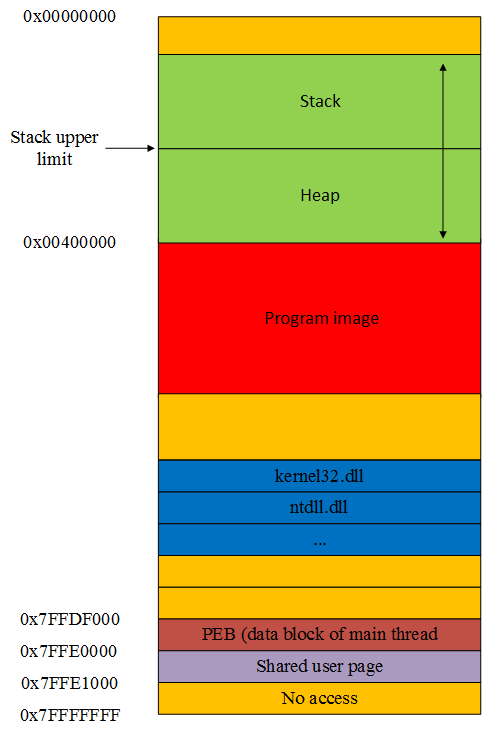 0x00000000
Stack
Stack upper
limit
Heap
0x00400000
Program image
kernel32.dll
ntdll.dll
...
0x7FFDF000
PEB (data block of main thread
0x7FFE0000
Shared user page
0x7FFE1000
No access
0x7FFFFFFF